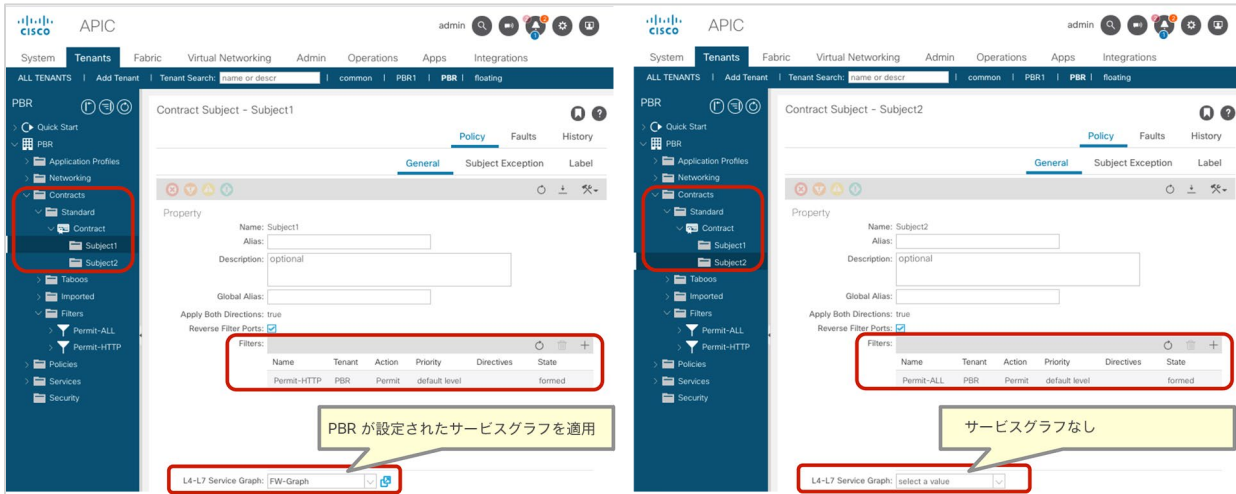 CISCO APIC admin 2 2 1
System Tenants Fabric Virtual Networking Admin Operations Apps Integrations
ALL TENANTS | Add Tenant | Tenant Search: name or descr | common | PBR1 | PBR | floating
PBR
Quick Start
PBR
Application Profiles
Networking
Contracts
Standard
Contract
Subject1
Subject2
Taboos
Imported
Filters
Permit-ALL
Permit-HTTP
Policies
Services
Security
Contract Subject - Subject1
Policy Faults History
General Subject Exception Label
Property
Name: Subject1
Alias:
Description: optional
Global Alias:
Apply Both Directions: true
Reverse Filter Ports:
Filters:
Name Tenant Action Priority Directives State
Permit-HTTP PBR Permit default level formed
PBR が設定されたサービスグラフを適用
L4-L7 Service Graph: FW-Graph
CISCO APIC admin 2 2 1
System Tenants Fabric Virtual Networking Admin Operations Apps Integrations
ALL TENANTS | Add Tenant | Tenant Search: name or descr | common | PBR1 | PBR | floating
PBR
Quick Start
PBR
Application Profiles
Networking
Contracts
Standard
Contract
Subject1
Subject2
Taboos
Imported
Filters
Permit-ALL
Permit-HTTP
Policies
Services
Security
Contract Subject - Subject2
Policy Faults History
General Subject Exception Label
Property
Name: Subject2
Alias:
Description: optional
Global Alias:
Apply Both Directions: true
Reverse Filter Ports:
Filters:
Name Tenant Action Priority Directives State
Permit-ALL PBR Permit default level formed
サービスグラフなし
L4-L7 Service Graph: select a value